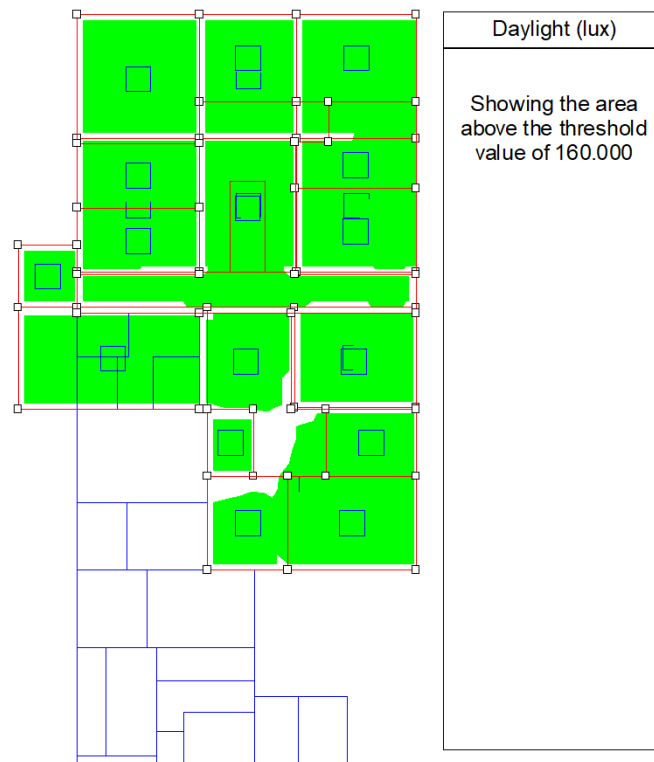 Daylight (lux)
Showing the area
above the threshold
value of 160.000